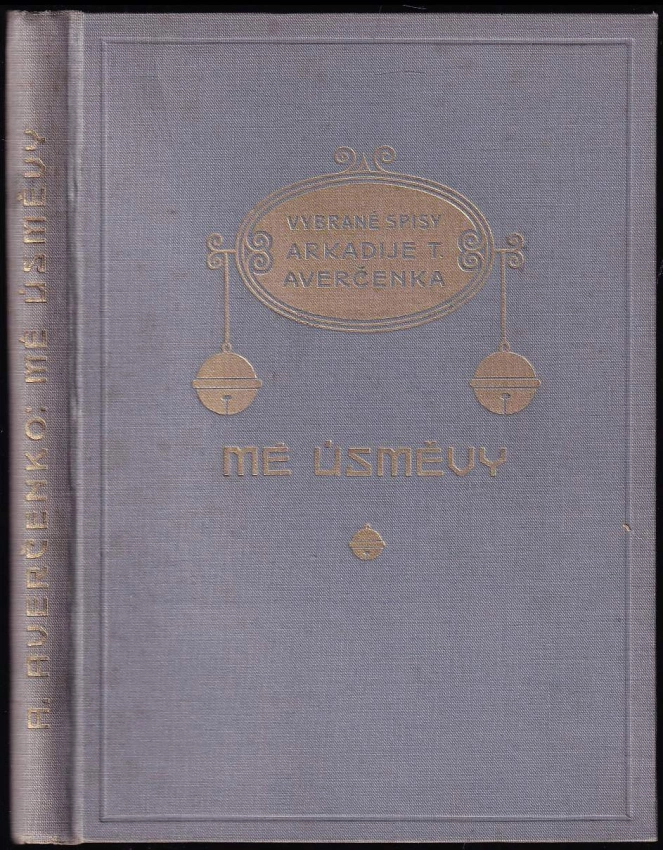 A. AVERČENKO: MÉ ÚSMĚVY
VYBRANÉ SPISY
ARKADIJE T.
AVERČENKA
MÉ ÚSMĚVY